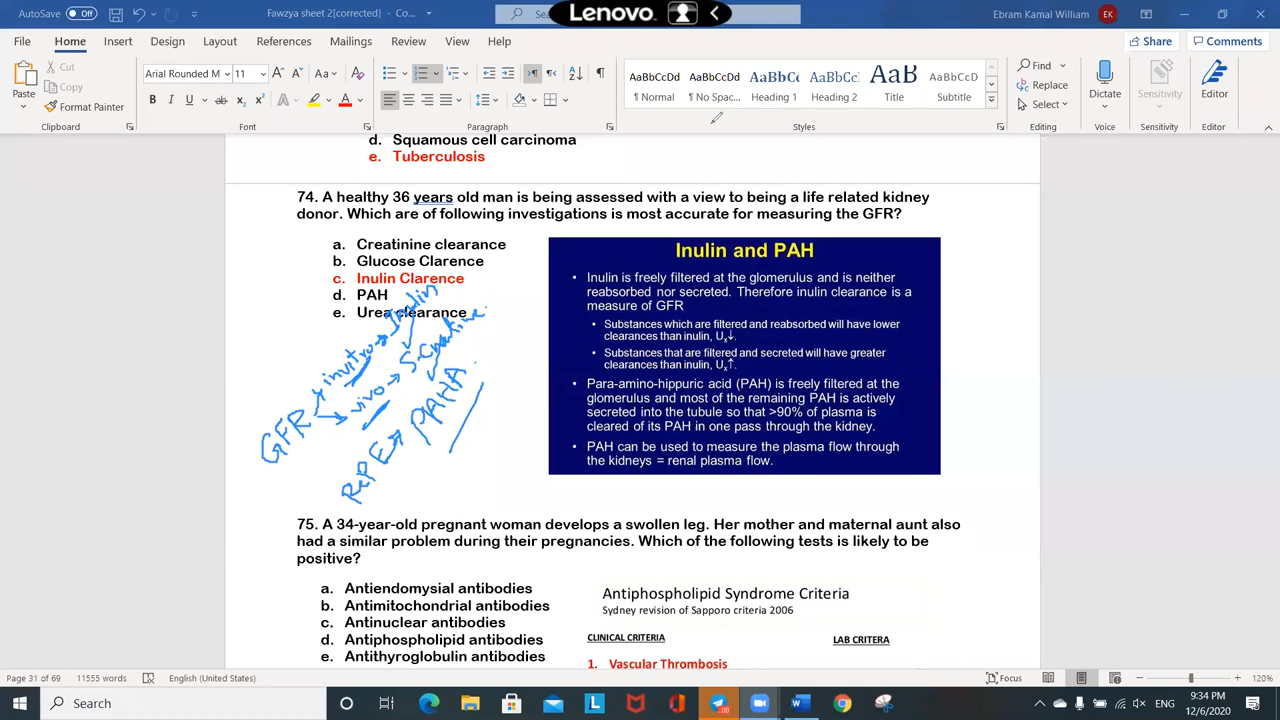 AutoSave Off
Fawzya sheet 2[corrected]
Lenovo
Ebram Kamal William
EK
File
Home
Insert
Design
Layout
References
Mailings
Review
View
Help
Share
Comments
Paste
Cut
Copy
Format Painter
Arial Rounded M
11
AaBbCcDd
¶ Normal
AaBbCcDd
¶ No Spac...
AaBbCc
Heading 1
AaBbCc
Heading 2
AaB
Title
AaBbCcD
Subtitle
Find
Replace
Select
Dictate
Sensitivity
Editor
Clipboard
Font
Paragraph
Styles
Editing
Voice
Sensitivity
Editor
d. Squamous cell carcinoma
e. Tuberculosis
74. A healthy 36 years old man is being assessed with a view to being a life related kidney
donor. Which are of following investigations is most accurate for measuring the GFR?
a. Creatinine clearance
b. Glucose Clarence
c. Inulin Clarence
d. PAH
e. Urea clearance
GFR
invitro → Inulin
vivo → S.Creatinine
PAHA
Inulin and PAH
• Inulin is freely filtered at the glomerulus and is neither
reabsorbed nor secreted. Therefore inulin clearance is a
measure of GFR
• Substances which are filtered and reabsorbed will have lower
clearances than inulin, Ux↓.
• Substances that are filtered and secreted will have greater
clearances than inulin, Ux↑.
• Para-amino-hippuric acid (PAH) is freely filtered at the
glomerulus and most of the remaining PAH is actively
secreted into the tubule so that >90% of plasma is
cleared of its PAH in one pass through the kidney.
• PAH can be used to measure the plasma flow through
the kidneys = renal plasma flow.
75. A 34-year-old pregnant woman develops a swollen leg. Her mother and maternal aunt also
had a similar problem during their pregnancies. Which of the following tests is likely to be
positive?
a. Antiendomysial antibodies
b. Antimitochondrial antibodies
c. Antinuclear antibodies
d. Antiphospholipid antibodies
e. Antithyroglobulin antibodies
Antiphospholipid Syndrome Criteria
Sydney revision of Sapporo criteria 2006
CLINICAL CRITERIA
LAB CRITERA
1. Vascular Thrombosis
Page 31 of 69
11555 words
English (United States)
Focus
120%
Search
ENG
9:34 PM
12/6/2020